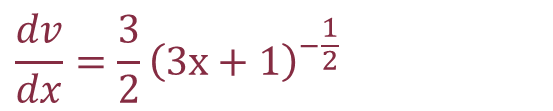 dv/dx = 3/2 (3x + 1)^(-1/2)